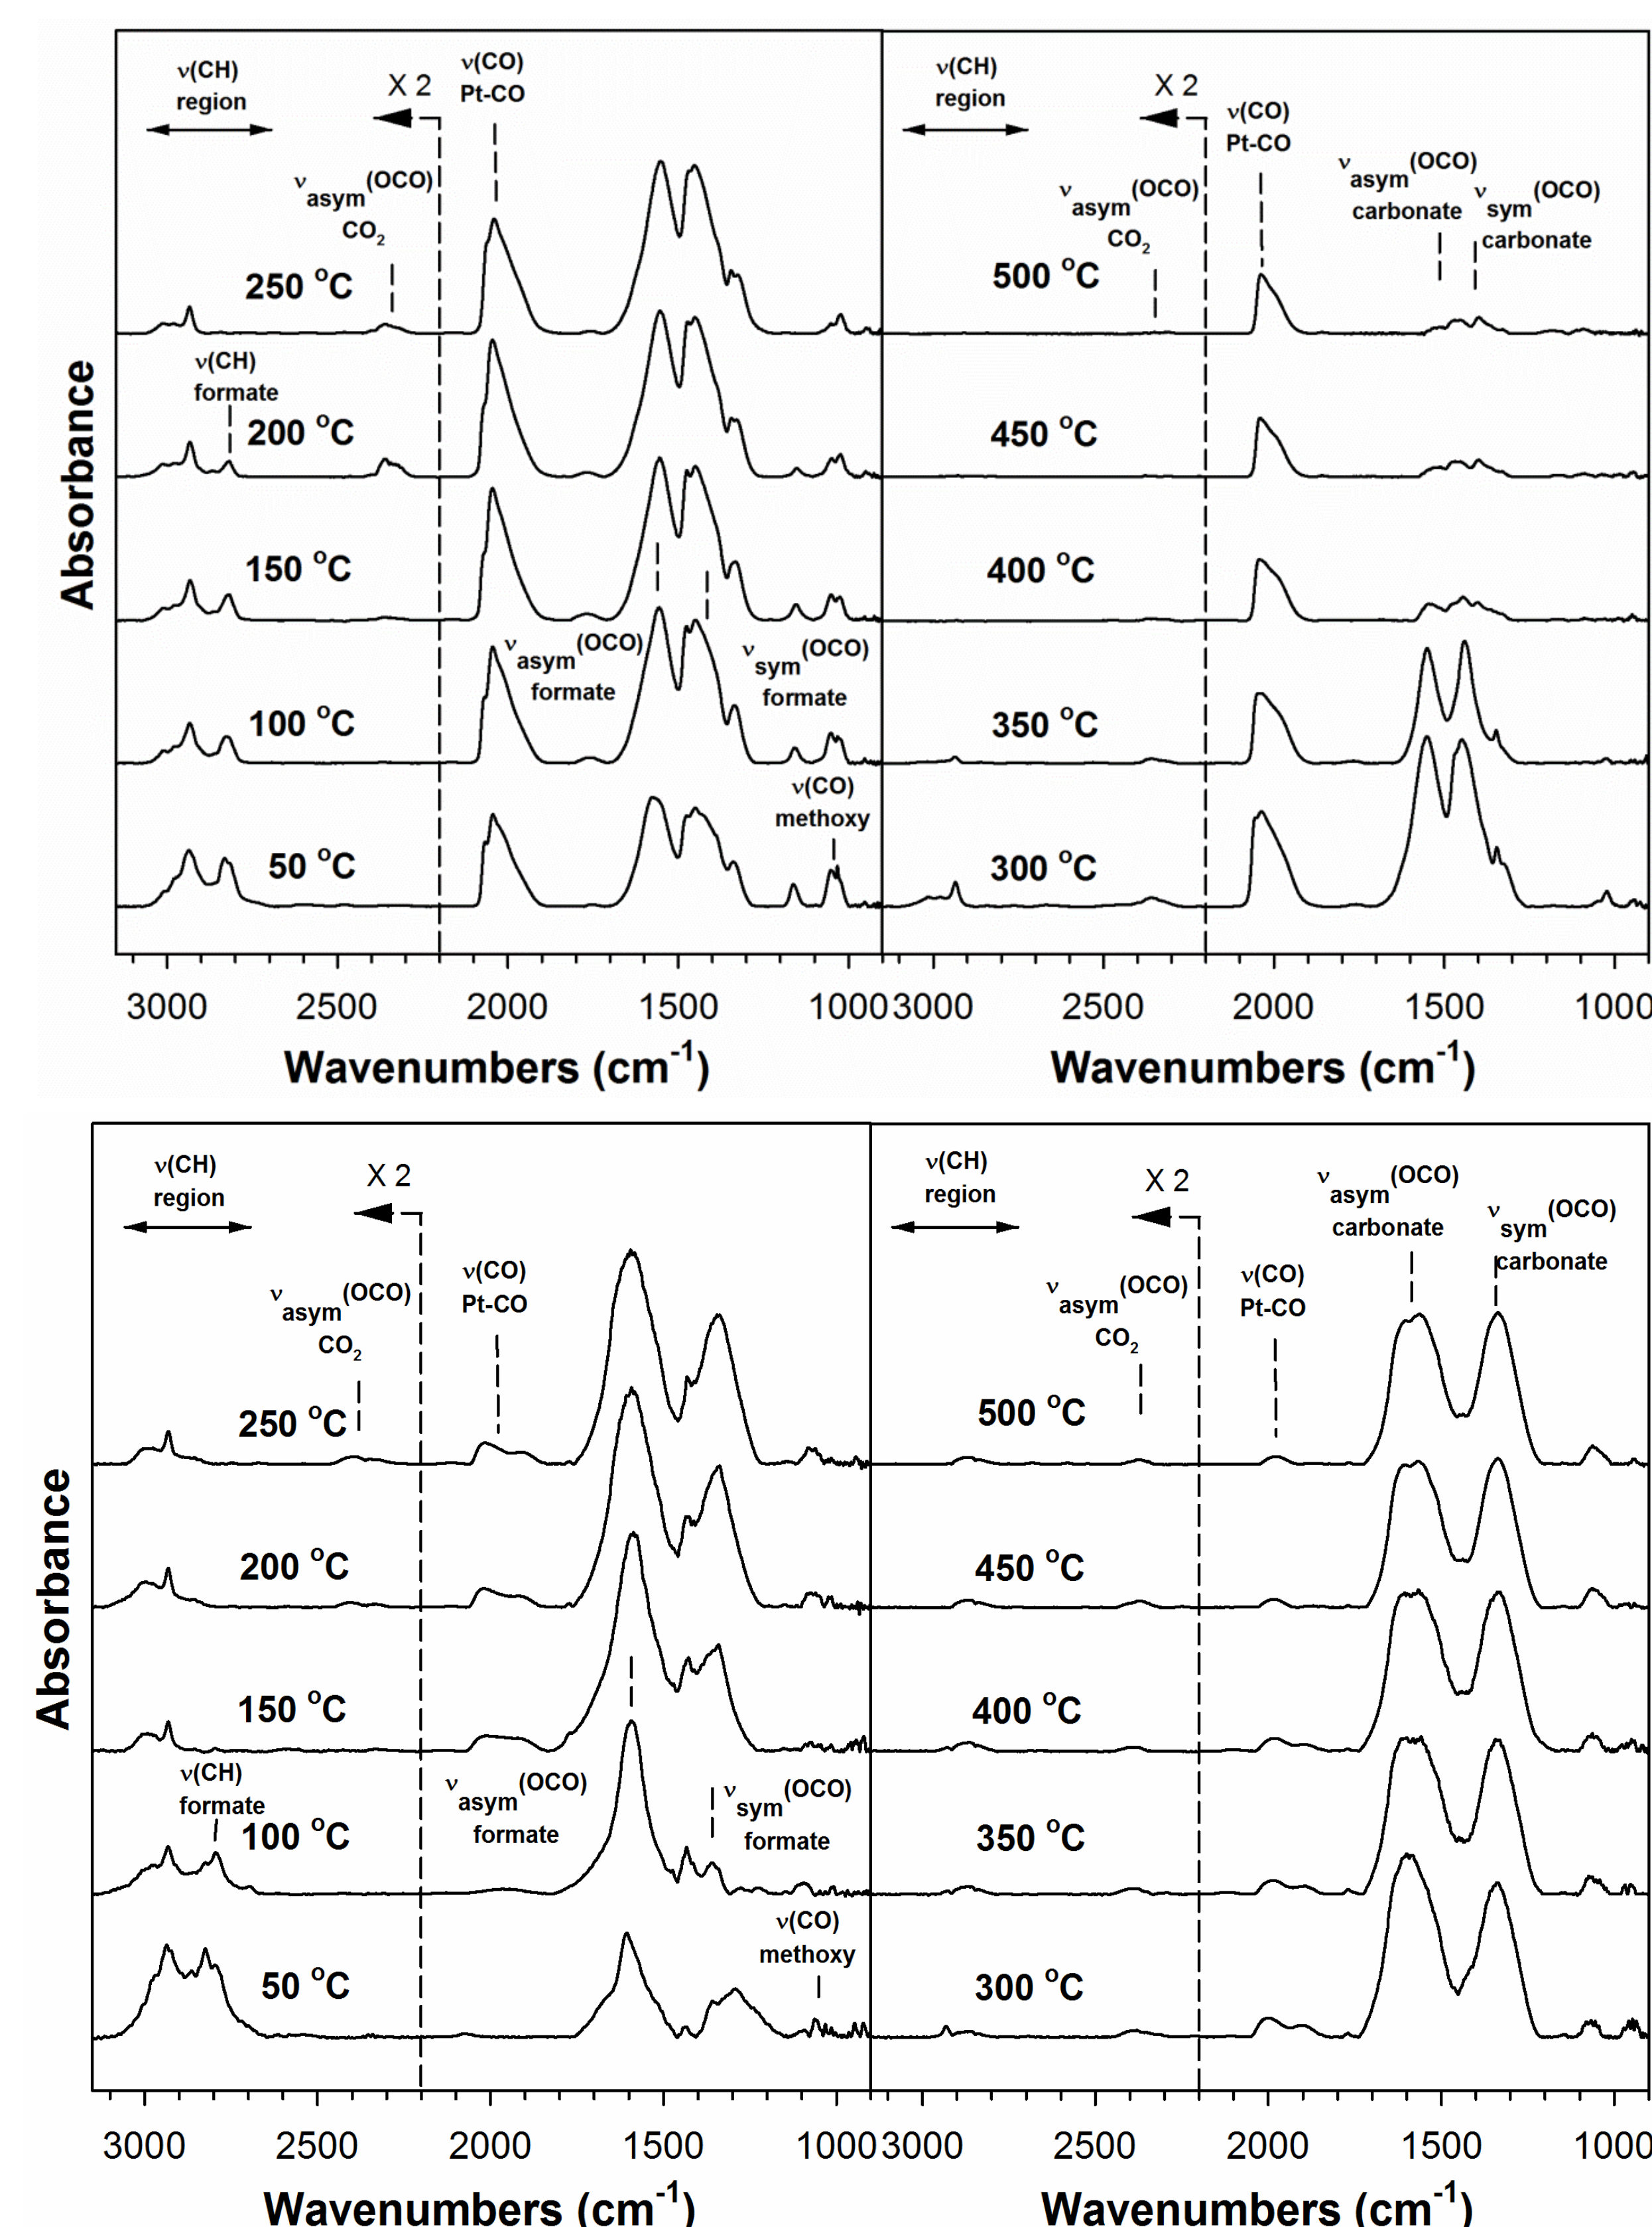 ν(CH)
region
X 2
ν(CO)
Pt-CO
νasym(OCO)
CO2
250 °C
ν(CH)
formate
200 °C
150 °C
νasym(OCO)
formate
νsym(OCO)
formate
100 °C
ν(CO)
methoxy
50 °C
Absorbance
3000 2500 2000 1500 1000
Wavenumbers (cm-1)
ν(CH)
region
X 2
ν(CO)
Pt-CO
νasym(OCO)
carbonate
νsym(OCO)
carbonate
νasym(OCO)
CO2
500 °C
450 °C
400 °C
350 °C
300 °C
3000 2500 2000 1500 1000
Wavenumbers (cm-1)
ν(CH)
region
X 2
νasym(OCO)
CO2
ν(CO)
Pt-CO
250 °C
200 °C
150 °C
ν(CH)
formate
νasym(OCO)
formate
νsym(OCO)
formate
100 °C
ν(CO)
methoxy
50 °C
Absorbance
3000 2500 2000 1500 1000
Wavenumbers (cm-1)
ν(CH)
region
X 2
νasym(OCO)
carbonate
νsym(OCO)
carbonate
νasym(OCO)
CO2
ν(CO)
Pt-CO
500 °C
450 °C
400 °C
350 °C
300 °C
3000 2500 2000 1500 1000
Wavenumbers (cm-1)